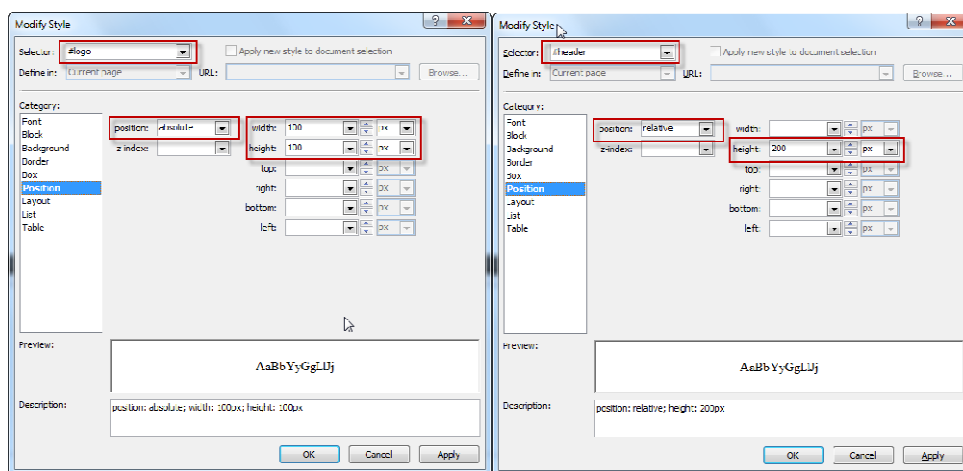 Modify Style
Selector: #logo
Apply new style to document selection
Define in: Current page
URL:
Browse...
Category:
Font
Block
Background
Border
Box
Position
Layout
List
Table
position: absolute
z-index:
width: 100 px
height: 100 px
top: px
right: px
bottom: px
left: px
Preview:
AaBbYyGgLlJj
Description:
position: absolute; width: 100px; height: 100px
OK Cancel Apply
Modify Style
Selector: #header
Apply new style to document selection
Define in: Current page
URL:
Browse...
Category:
Font
Block
Background
Border
Box
Position
Layout
List
Table
position: relative
z-index:
width: px
height: 200 px
top: px
right: px
bottom: px
left: px
Preview:
AaBbYyGgLlJj
Description:
position: relative; height: 200px
OK Cancel Apply